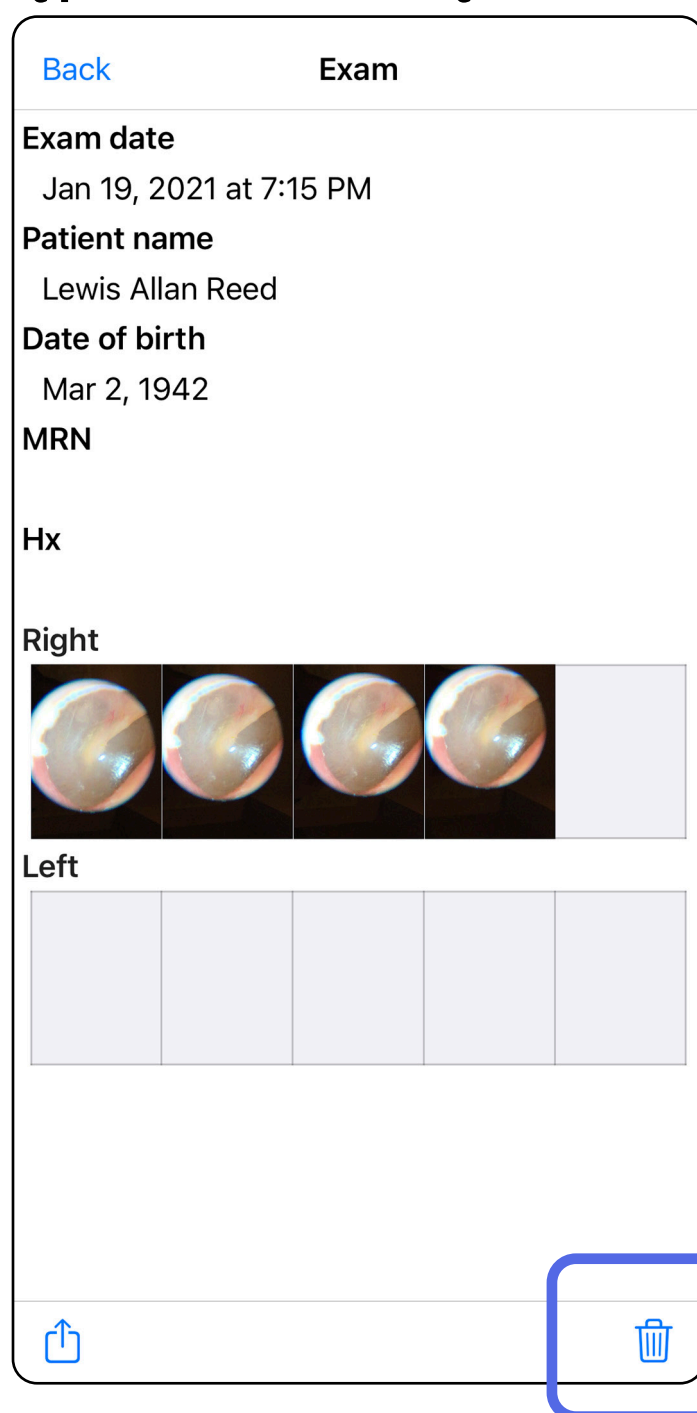 Back
Exam
Exam date
Jan 19, 2021 at 7:15 PM
Patient name
Lewis Allan Reed
Date of birth
Mar 2, 1942
MRN
Hx
Right
Left